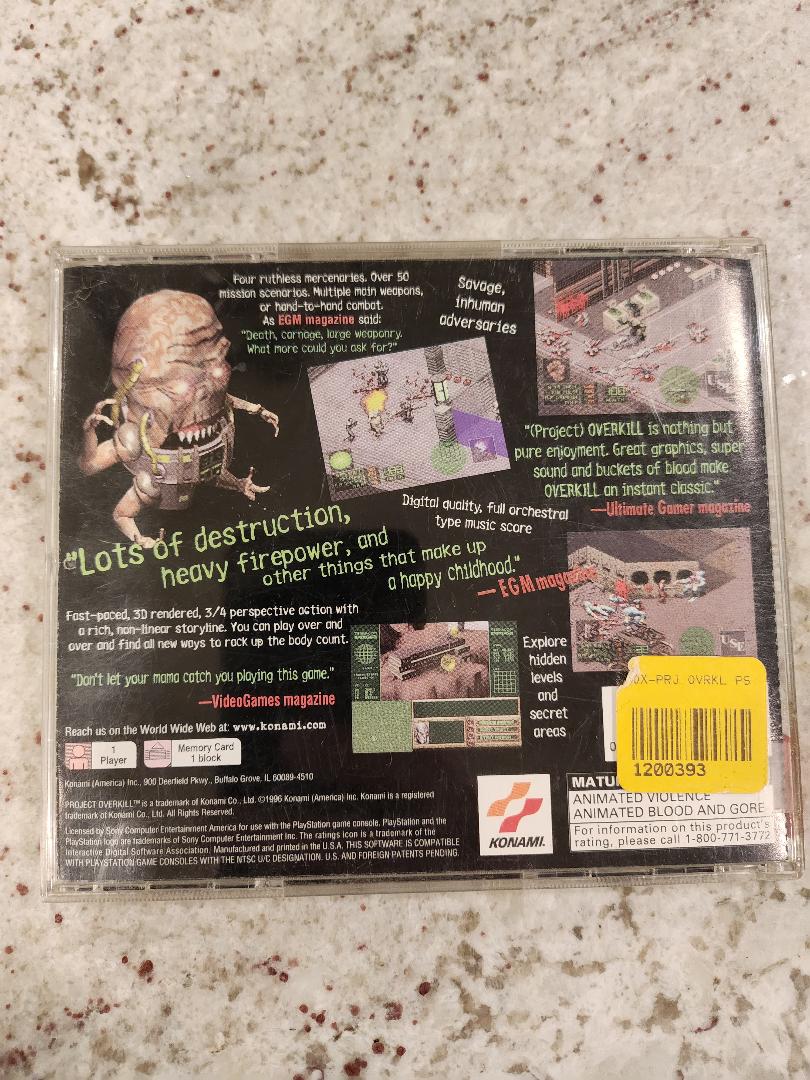 Four ruthless mercenaries. Over 50
mission scenarios. Multiple main weapons,
or hand-to-hand combat.
As EGM magazine said:
"Death, carnage, large weaponry.
What more could you ask for?"
Savage,
inhuman
adversaries
"(Project) OVERKILL is nothing but
pure enjoyment. Great graphics, super
sound and buckets of blood make
OVERKILL an instant classic."
—Ultimate Gamer magazine
Digital quality, full orchestral
type music score
"Lots of destruction,
heavy firepower, and
other things that make up
a happy childhood."
— EGM magazine
Fast-paced, 3D rendered, 3/4 perspective action with
a rich, non-linear storyline. You can play over and
over and find all new ways to rack up the body count.
"Don't let your mama catch you playing this game."
—VideoGames magazine
Explore
hidden
levels
and
secret
areas
USF
Reach us on the World Wide Web at: www.konami.com
1
Player
Memory Card
1 block
OX-PRJ OVRKL PS
1200393
0
Konami (America) Inc., 900 Deerfield Pkwy., Buffalo Grove, IL 60089-4510
PROJECT OVERKILL™ is a trademark of Konami Co., Ltd. ©1996 Konami (America) Inc. Konami is a registered
trademark of Konami Co., Ltd. All Rights Reserved.
Licensed by Sony Computer Entertainment America for use with the PlayStation game console. PlayStation and the
PlayStation logo are trademarks of Sony Computer Entertainment Inc. The ratings icon is a trademark of the
Interactive Digital Software Association. Manufactured and printed in the U.S.A. THIS SOFTWARE IS COMPATIBLE
WITH PLAYSTATION GAME CONSOLES WITH THE NTSC U/C DESIGNATION. U.S. AND FOREIGN PATENTS PENDING.
KONAMI.
MATU
ANIMATED VIOLENCE
ANIMATED BLOOD AND GORE
For information on this product's
rating, please call 1-800-771-3772